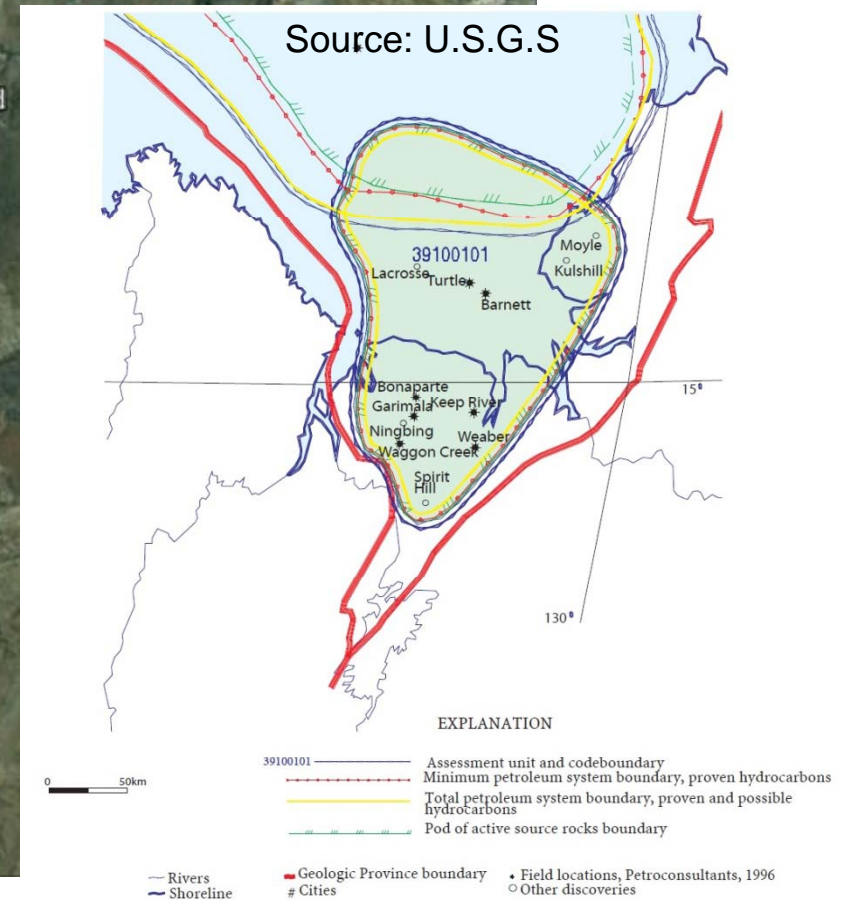 Source: U.S.G.S
39100101
Moyle
Kulshill
Lacrosse
Turtle
Barnett
15°
Bonaparte
Garimala
Keep River
Ningbing
Weaber
Waggon Creek
Spirit
Hill
130°
EXPLANATION
39100101
Assessment unit and codeboundary
Minimum petroleum system boundary, proven hydrocarbons
Total petroleum system boundary, proven and possible
hydrocarbons
Pod of active source rocks boundary
0 50km
Rivers
Shoreline
Geologic Province boundary
# Cities
Field locations, Petroconsultants, 1996
Other discoveries